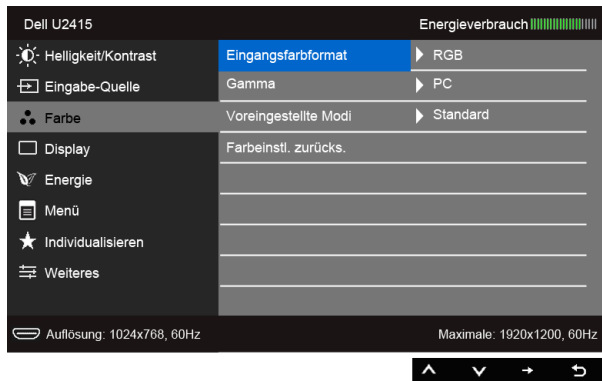 Dell U2415 Energieverbrauch
Helligkeit/Kontrast Eingangsfarbformat RGB
Eingabe-Quelle Gamma PC
Farbe Voreingestellte Modi Standard
Display Farbeinstl. zurücks.
Energie
Menü
Individualisieren
Weiteres
Auflösung: 1024x768, 60Hz Maximale: 1920x1200, 60Hz